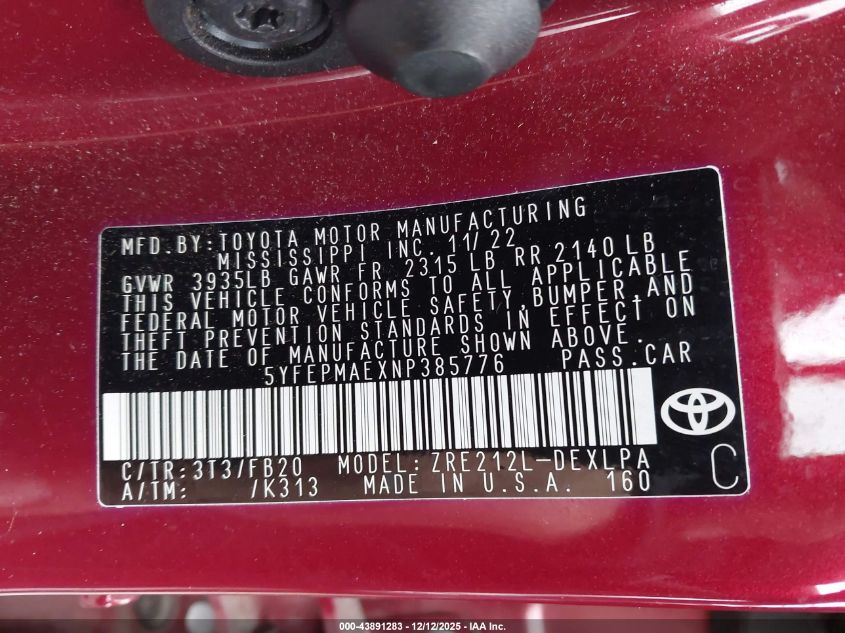 MFD.BY:TOYOTA MOTOR MANUFACTURING
MISSISSIPPI INC. 11/22
GVWR 3935LB GAWR FR 2315 LB RR 2140 LB
THIS VEHICLE CONFORMS TO ALL APPLICABLE
FEDERAL MOTOR VEHICLE SAFETY,BUMPER,AND
THEFT PREVENTION STANDARDS IN EFFECT ON
THE DATE OF MANUFACTURE SHOWN ABOVE.
5YFEPMAEXNP385776 PASS.CAR
C/TR:3T3/FB20 MODEL:ZRE212L-DEXLPA
A/TM: /K313 MADE IN U.S.A. 160
C
000-43891283 / 12/12/2025 - IAA Inc.